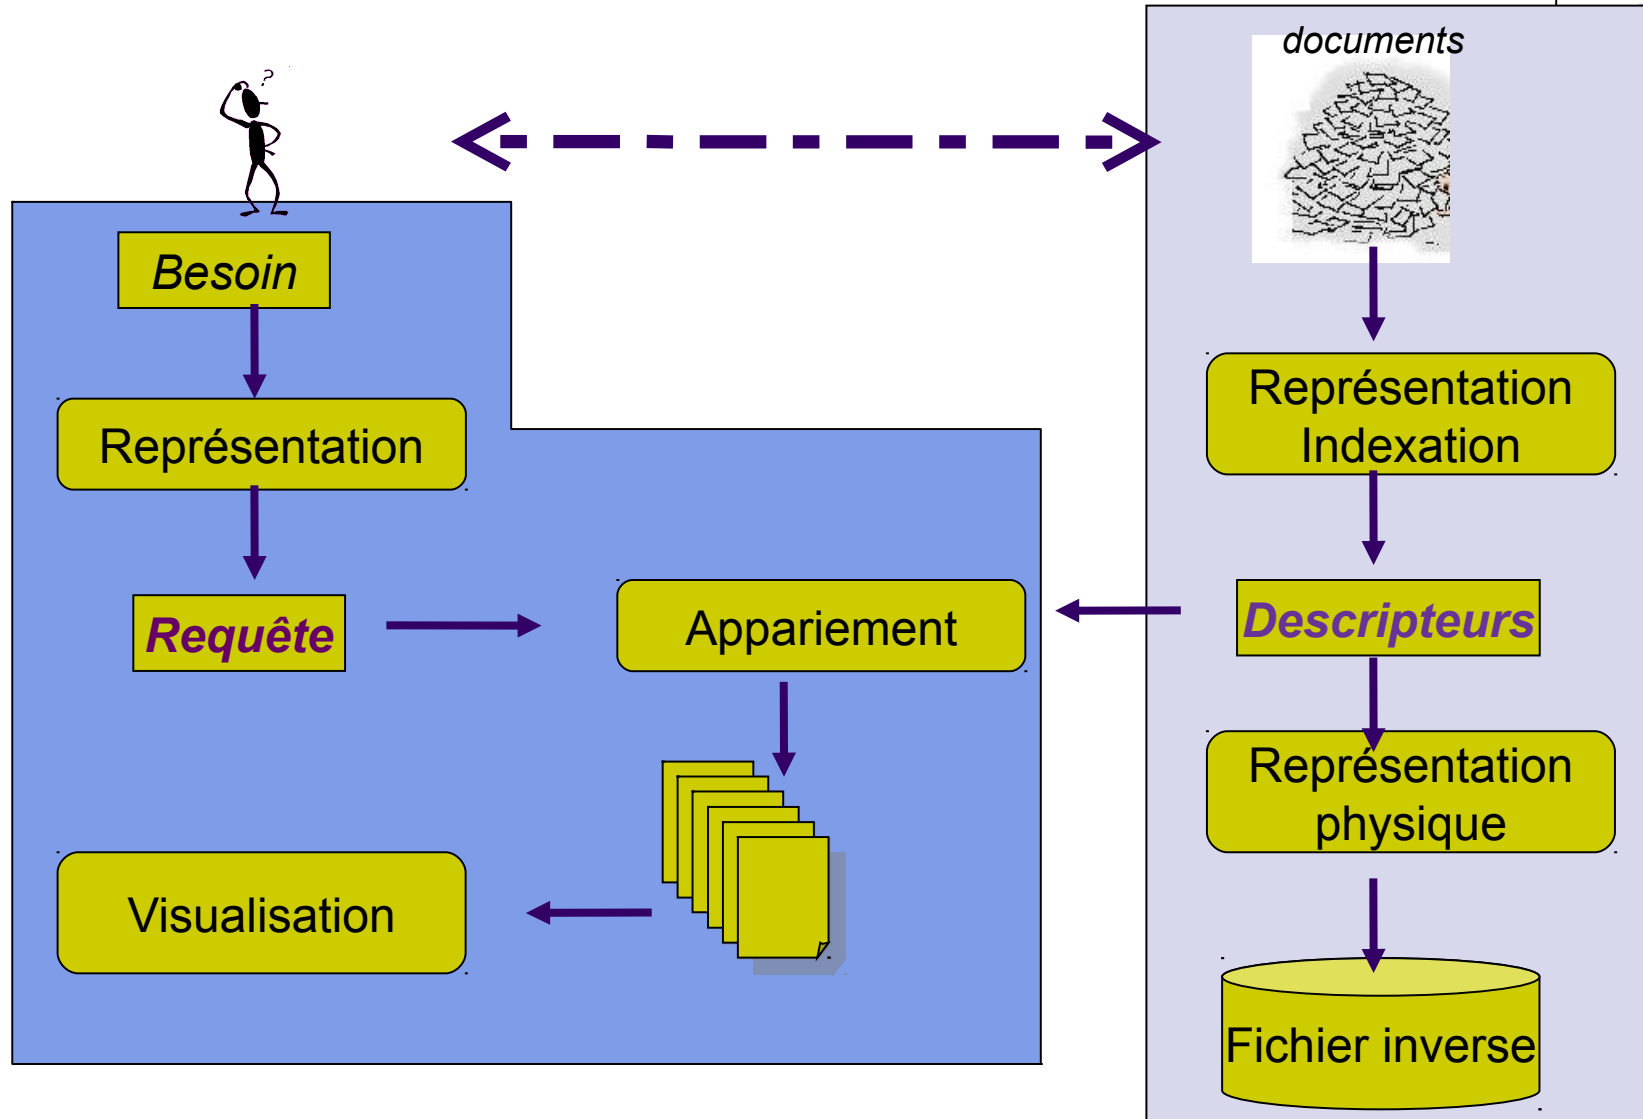 documents
?
Besoin
Représentation
Requête
Appariement
Visualisation
Représentation
Indexation
Descripteurs
Représentation
physique
Fichier inverse